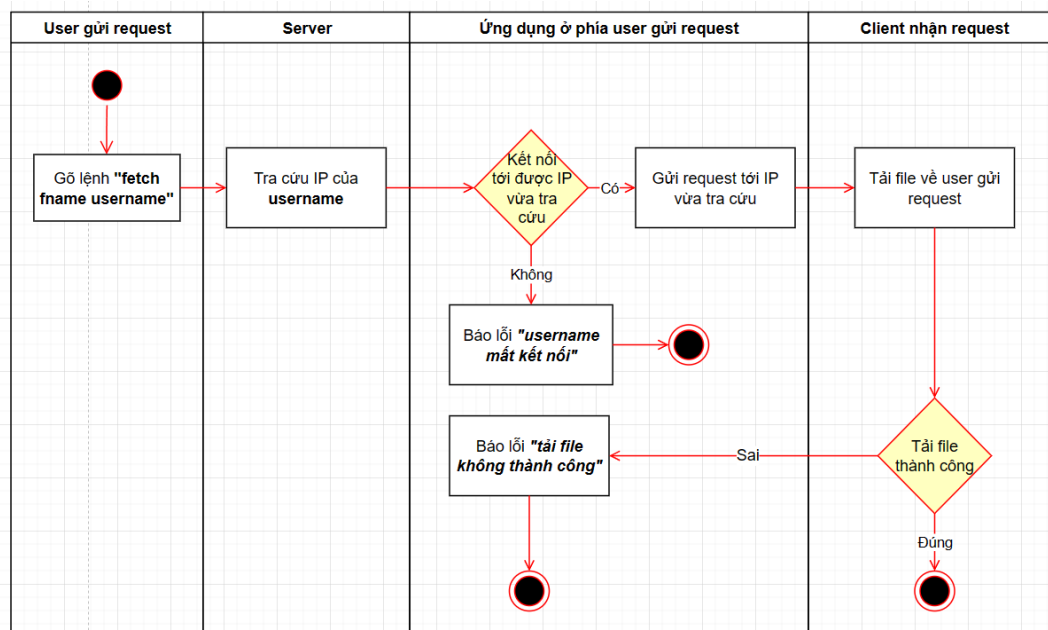 User gửi request
Server
Ứng dụng ở phía user gửi request
Client nhận request
Gõ lệnh "fetch
fname username"
Tra cứu IP của
username
Kết nối
tới được IP
vừa tra
cứu
Có
Gửi request tới IP
vừa tra cứu
Tải file về user gửi
request
Không
Báo lỗi "username
mất kết nối"
Báo lỗi "tải file
không thành công"
Sai
Tải file
thành công
Đúng